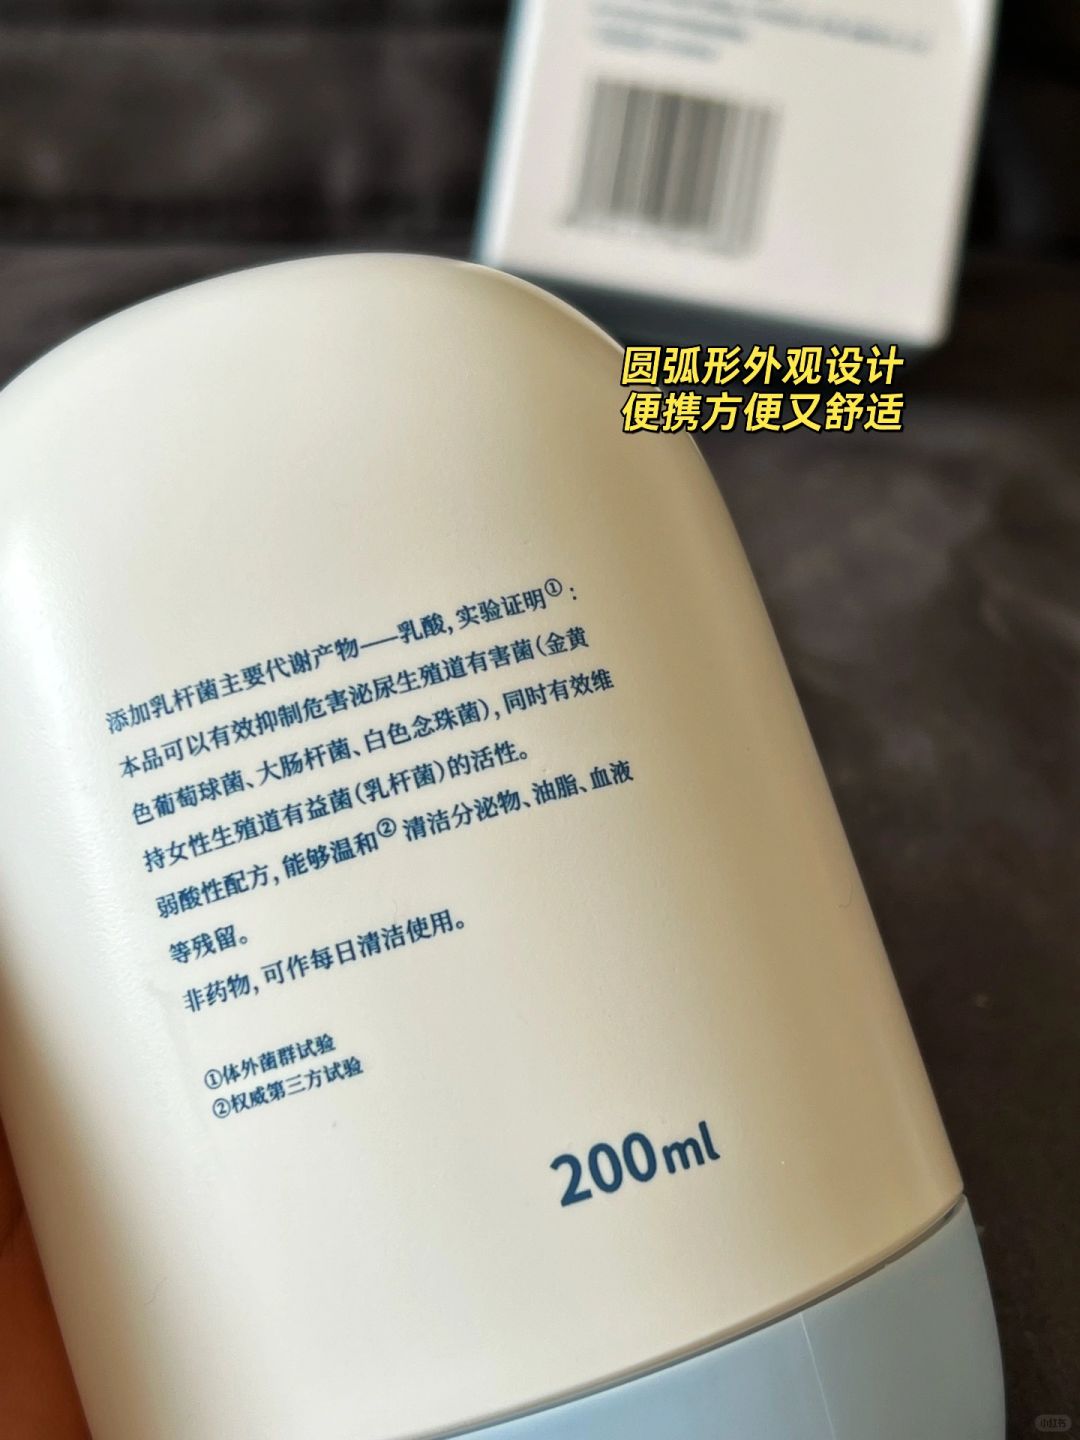 圆弧形外观设计
便携方便又舒适
添加乳杆菌主要代谢产物——乳酸，实验证明①：
本品可以有效抑制危害泌尿生殖道有害菌（金黄
色葡萄球菌、大肠杆菌、白色念珠菌），同时有效维
持女性生殖道有益菌（乳杆菌）的活性。
弱酸性配方，能够温和② 清洁分泌物、油脂、血液
等残留。
非药物，可作每日清洁使用。
①体外菌群试验
②权威第三方试验
200ml
小红书